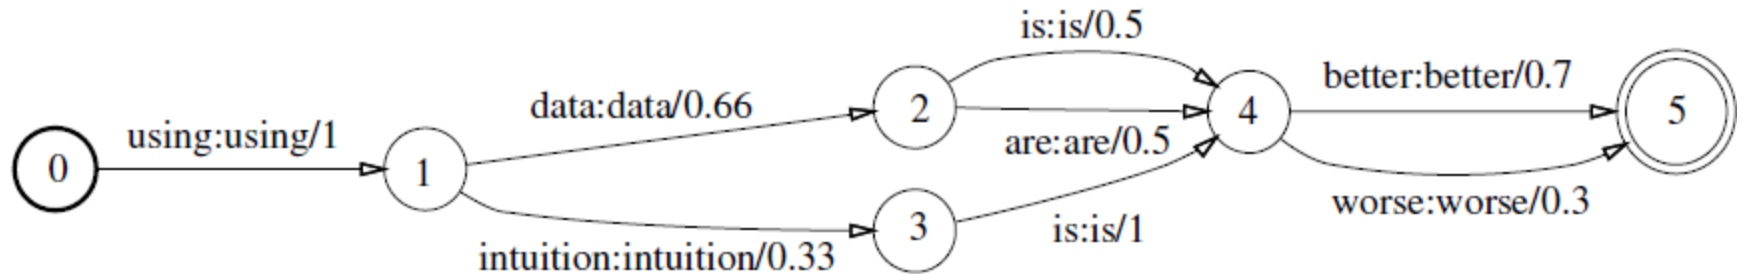 is:is/0.5
better:better/0.7
data:data/0.66
2
4
5
using:using/1
are:are/0.5
0
1
worse:worse/0.3
3
is:is/1
intuition:intuition/0.33